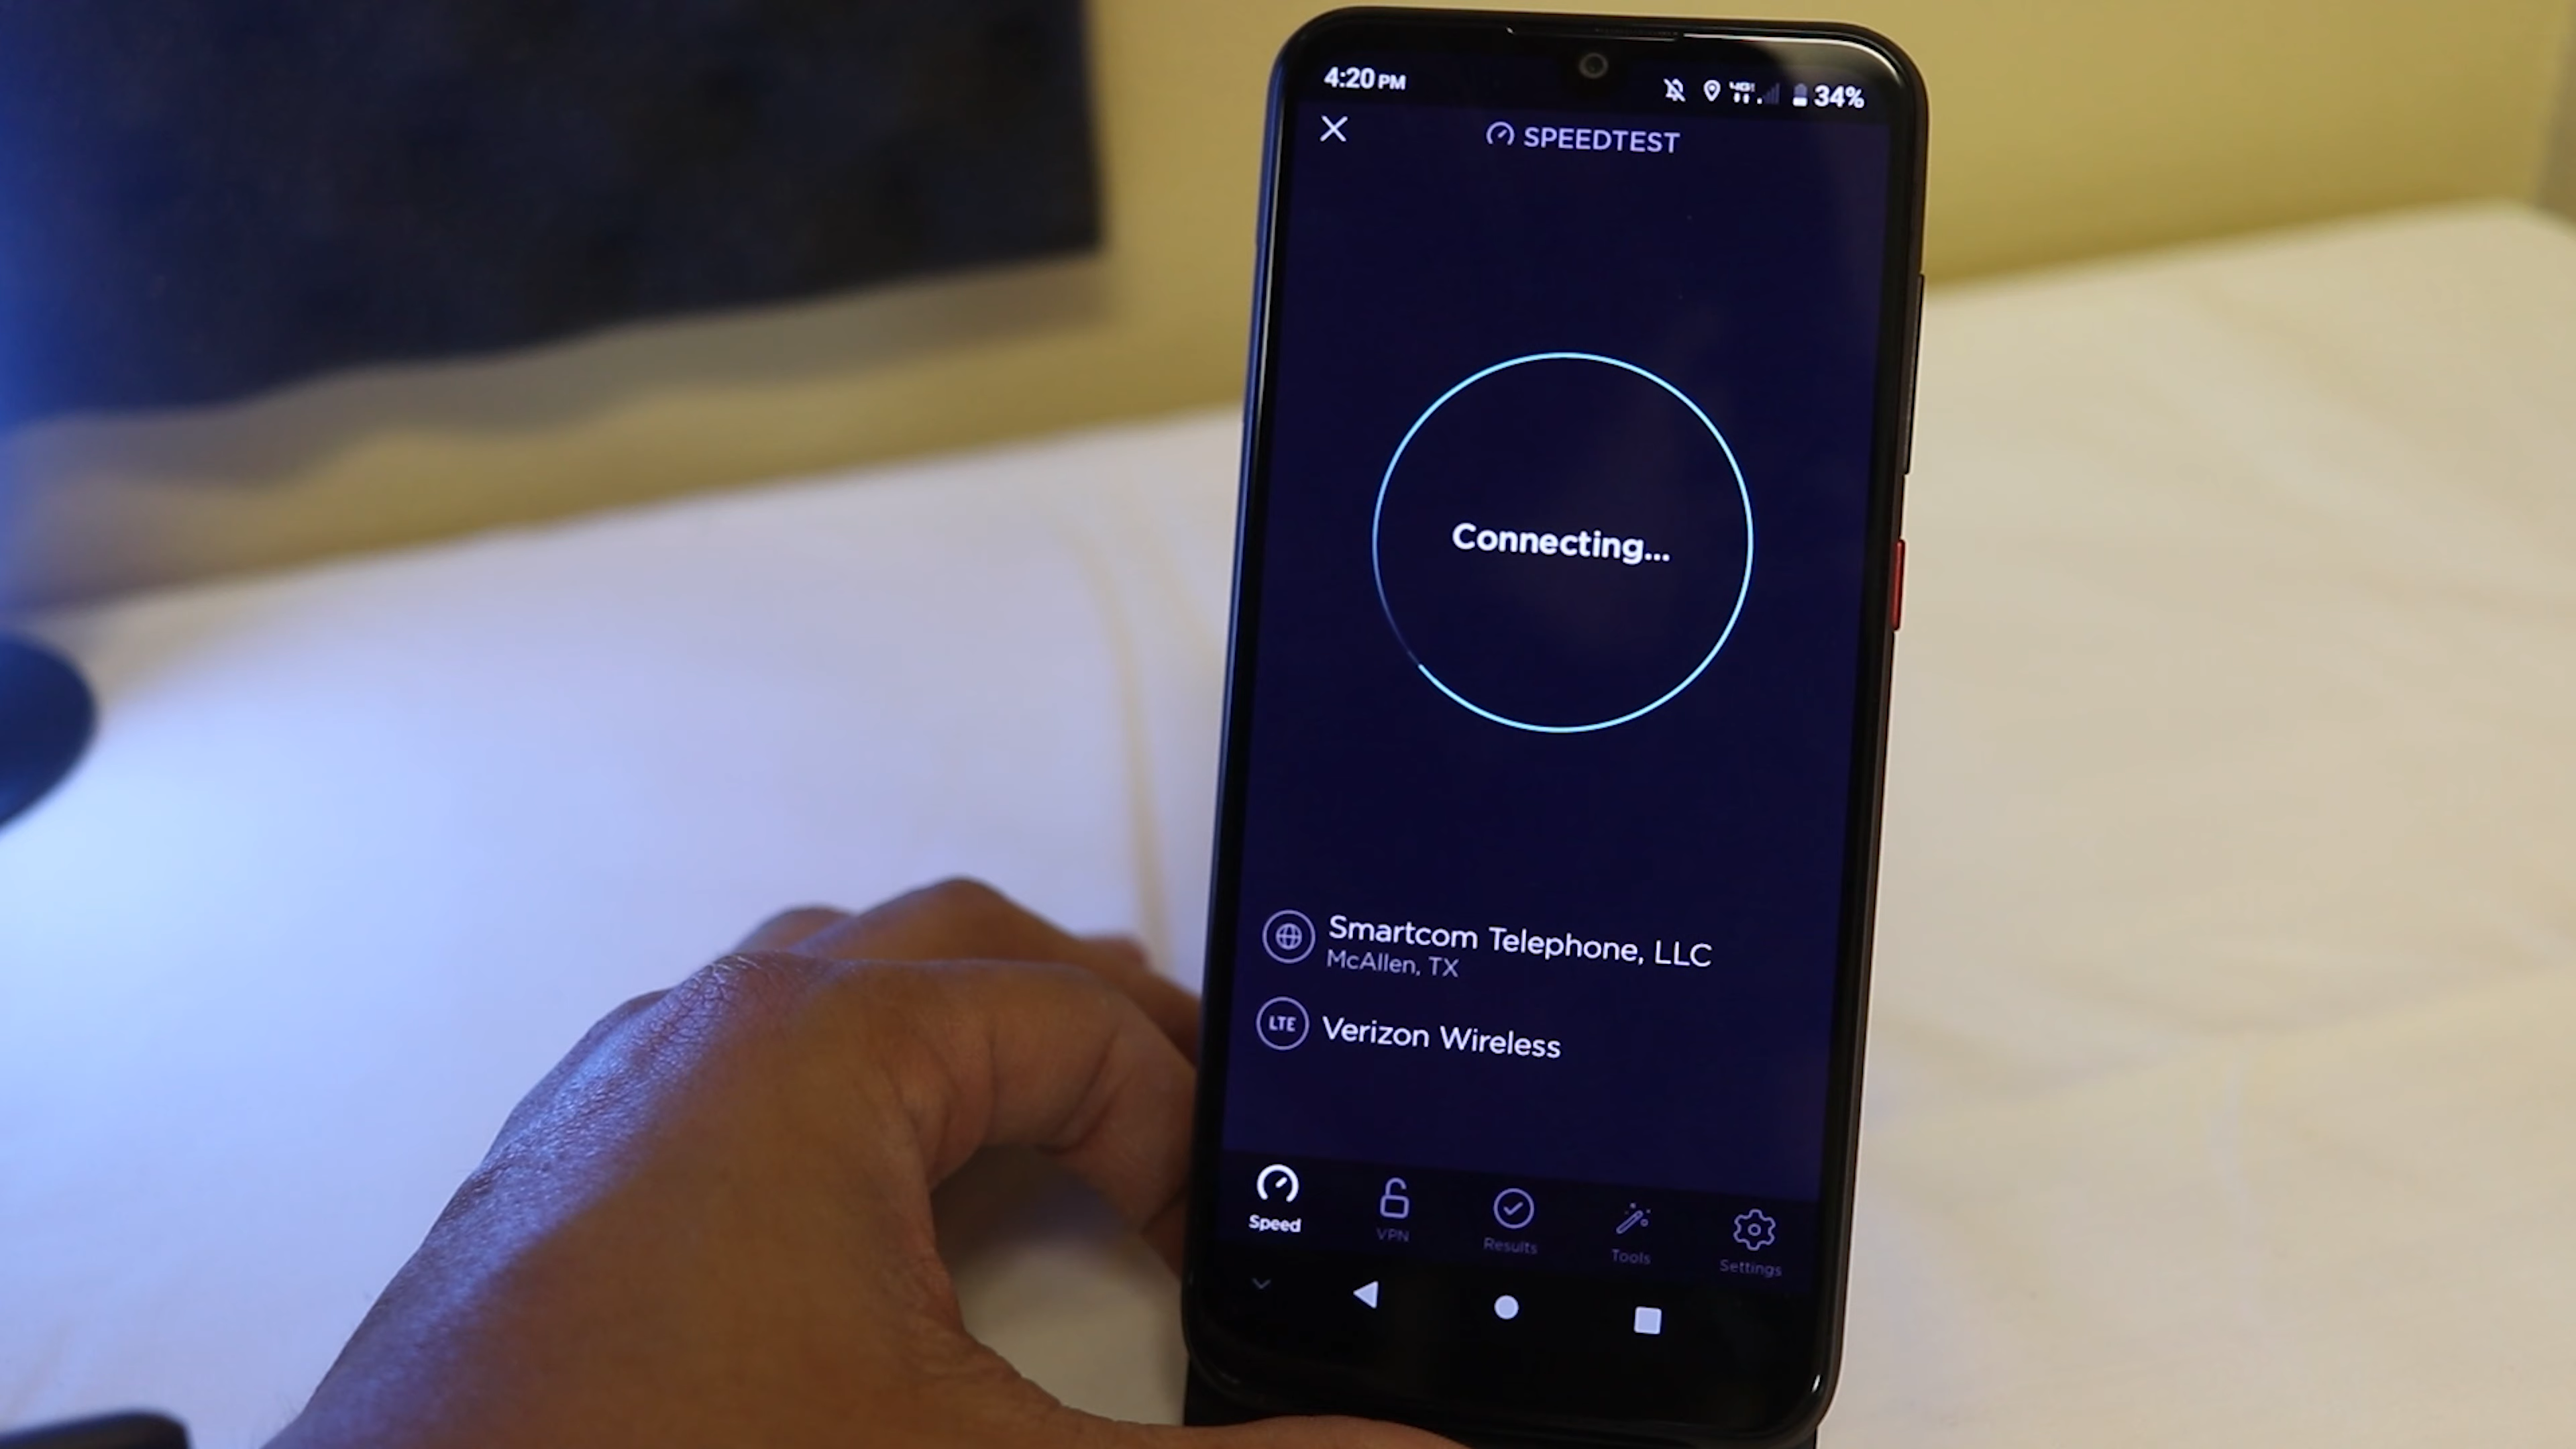 4:20 PM
34%
SPEEDTEST
Connecting...
Smartcom Telephone, LLC
McAllen, TX
LTE
Verizon Wireless
Speed
VPN
Results
Tools
Settings